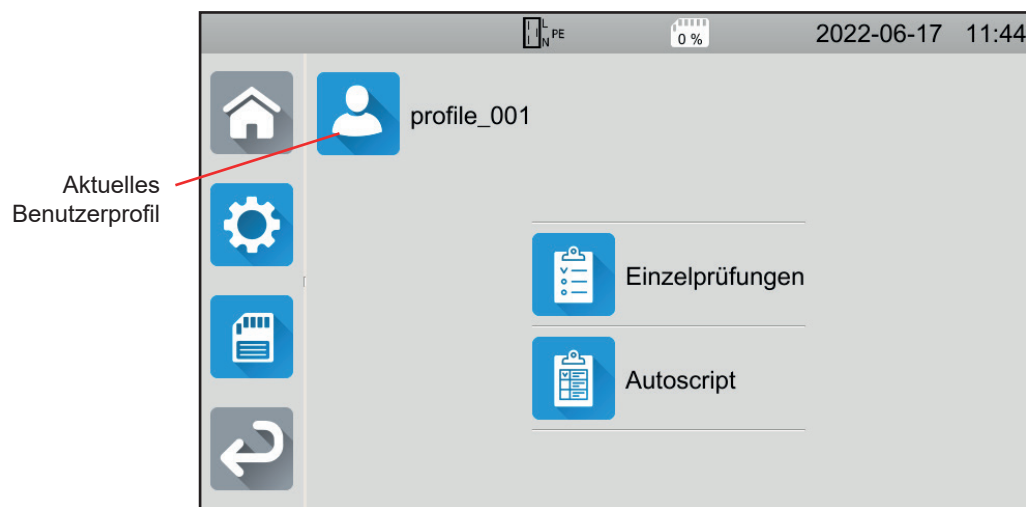 L
N PE
0 %
2022-06-17 11:44
profile_001
Aktuelles
Benutzerprofil
Einzelprüfungen
Autoscript